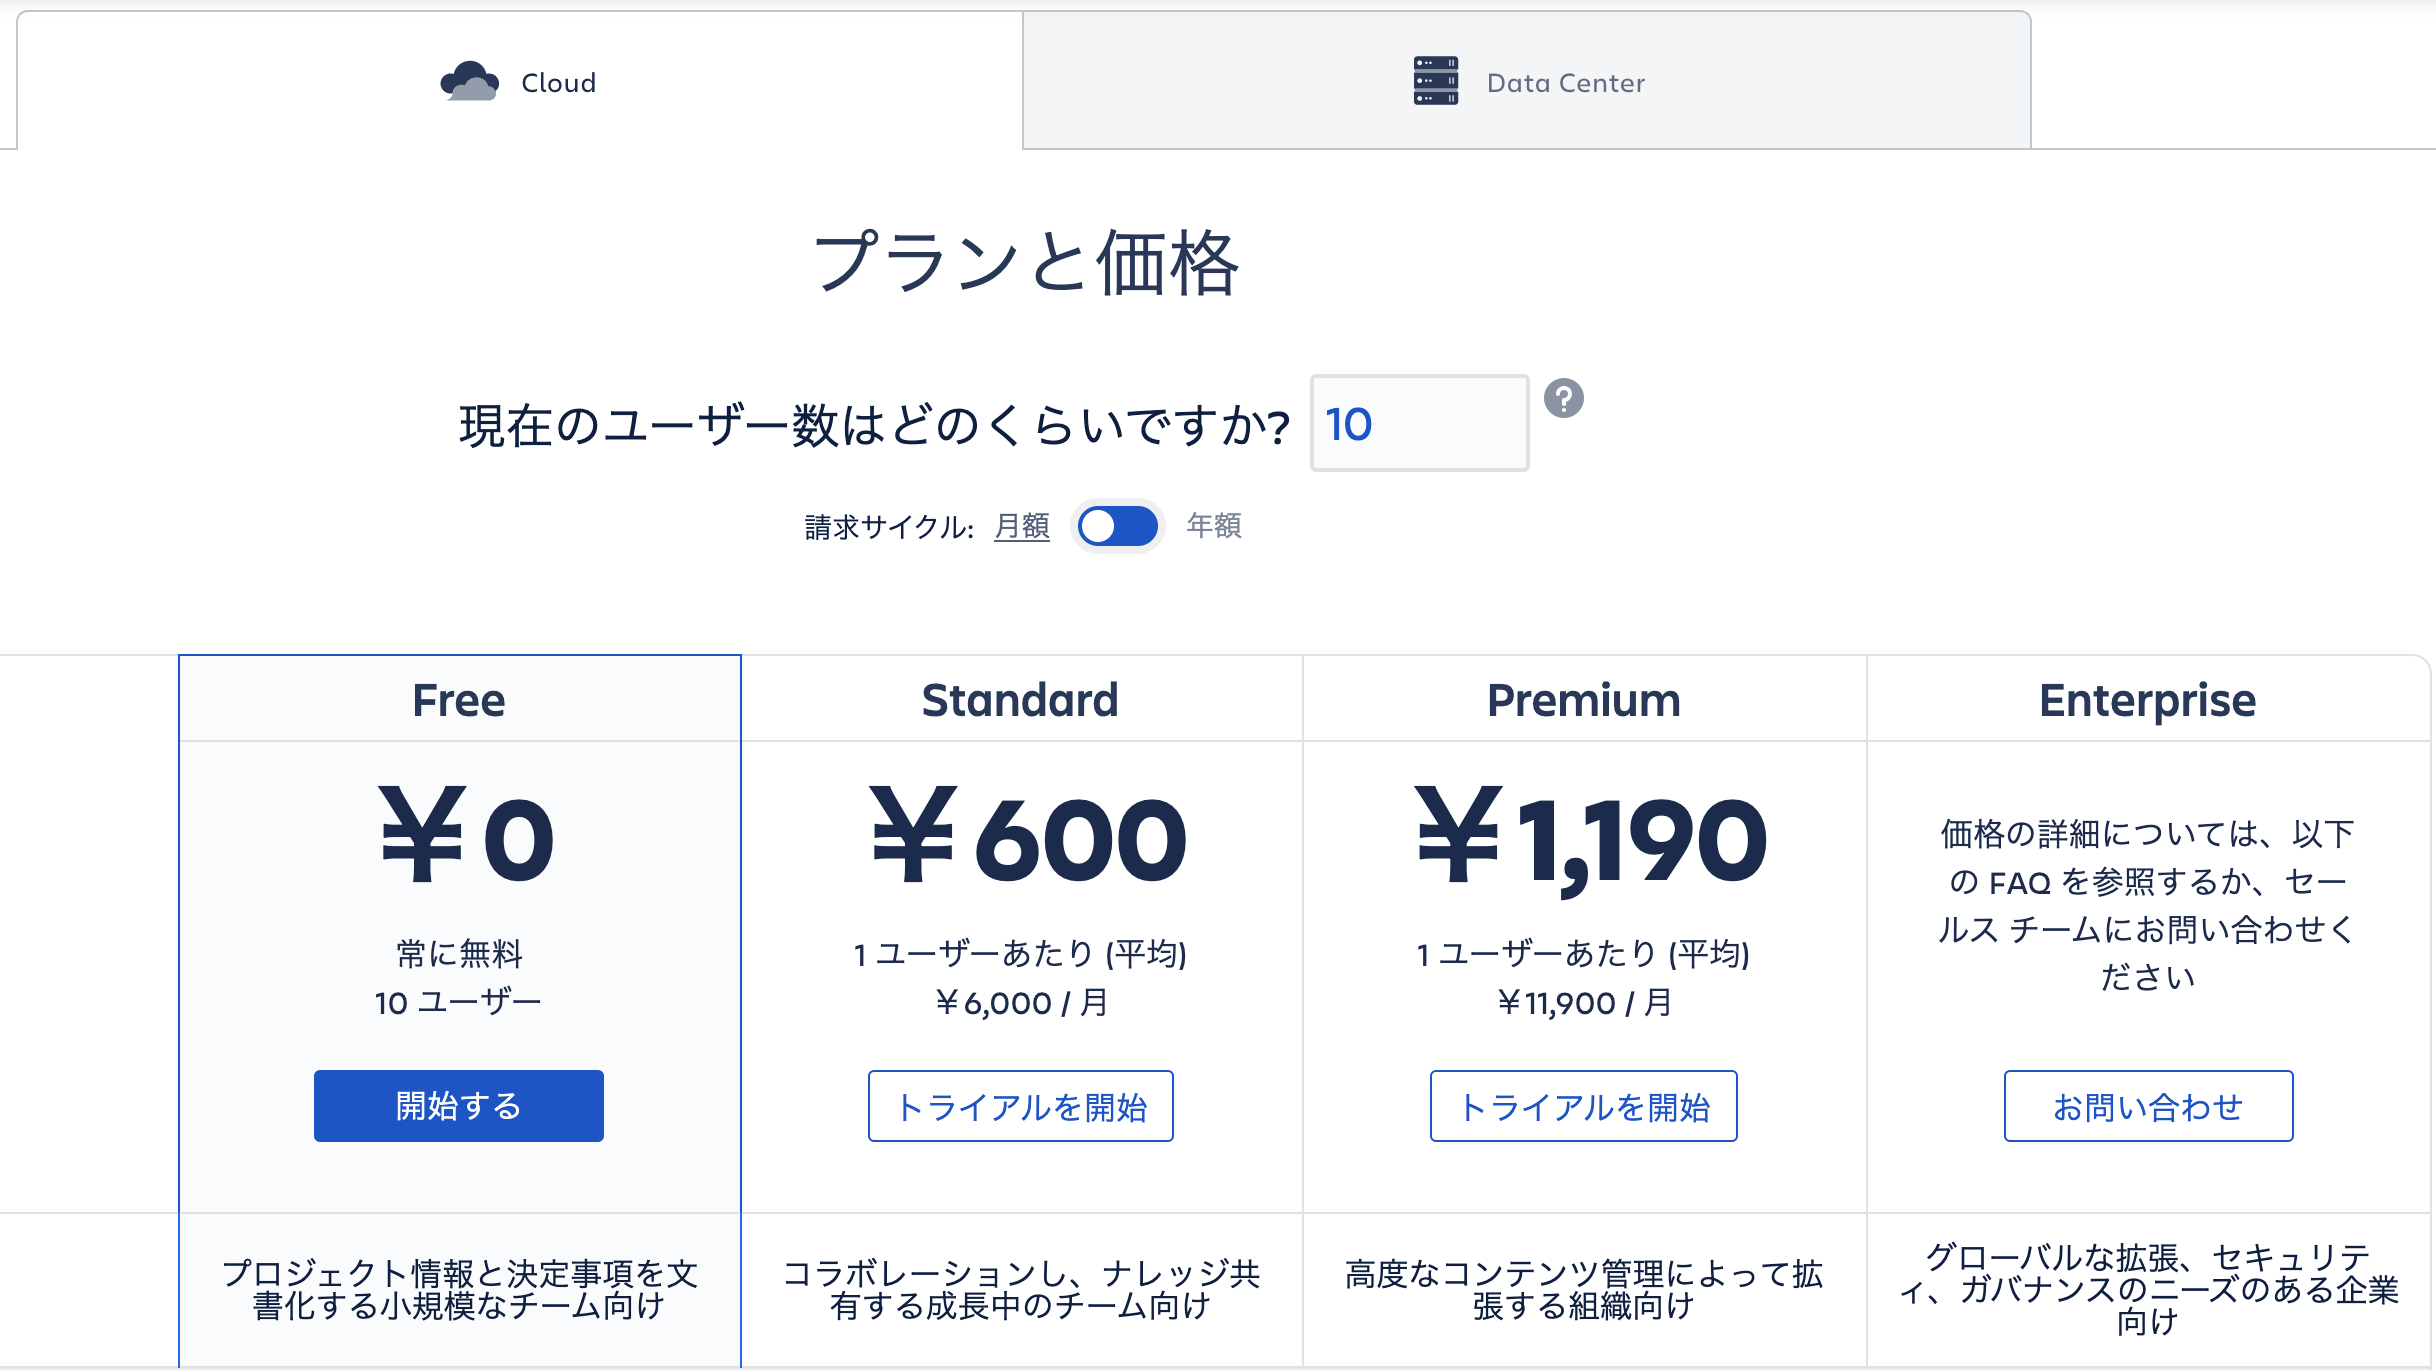 Cloud
Data Center
プランと価格
現在のユーザー数はどのくらいですか?
10
?
請求サイクル: 月額 年額
Free
¥0
常に無料
10 ユーザー
開始する
プロジェクト情報と決定事項を文
書化する小規模なチーム向け
Standard
¥600
1 ユーザーあたり (平均)
¥6,000 / 月
トライアルを開始
コラボレーションし、ナレッジ共
有する成長中のチーム向け
Premium
¥1,190
1 ユーザーあたり (平均)
¥11,900 / 月
トライアルを開始
高度なコンテンツ管理によって拡
張する組織向け
Enterprise
価格の詳細については、以下
の FAQ を参照するか、セー
ルス チームにお問い合わせく
ださい
お問い合わせ
グローバルな拡張、セキュリテ
ィ、ガバナンスのニーズのある企業
向け